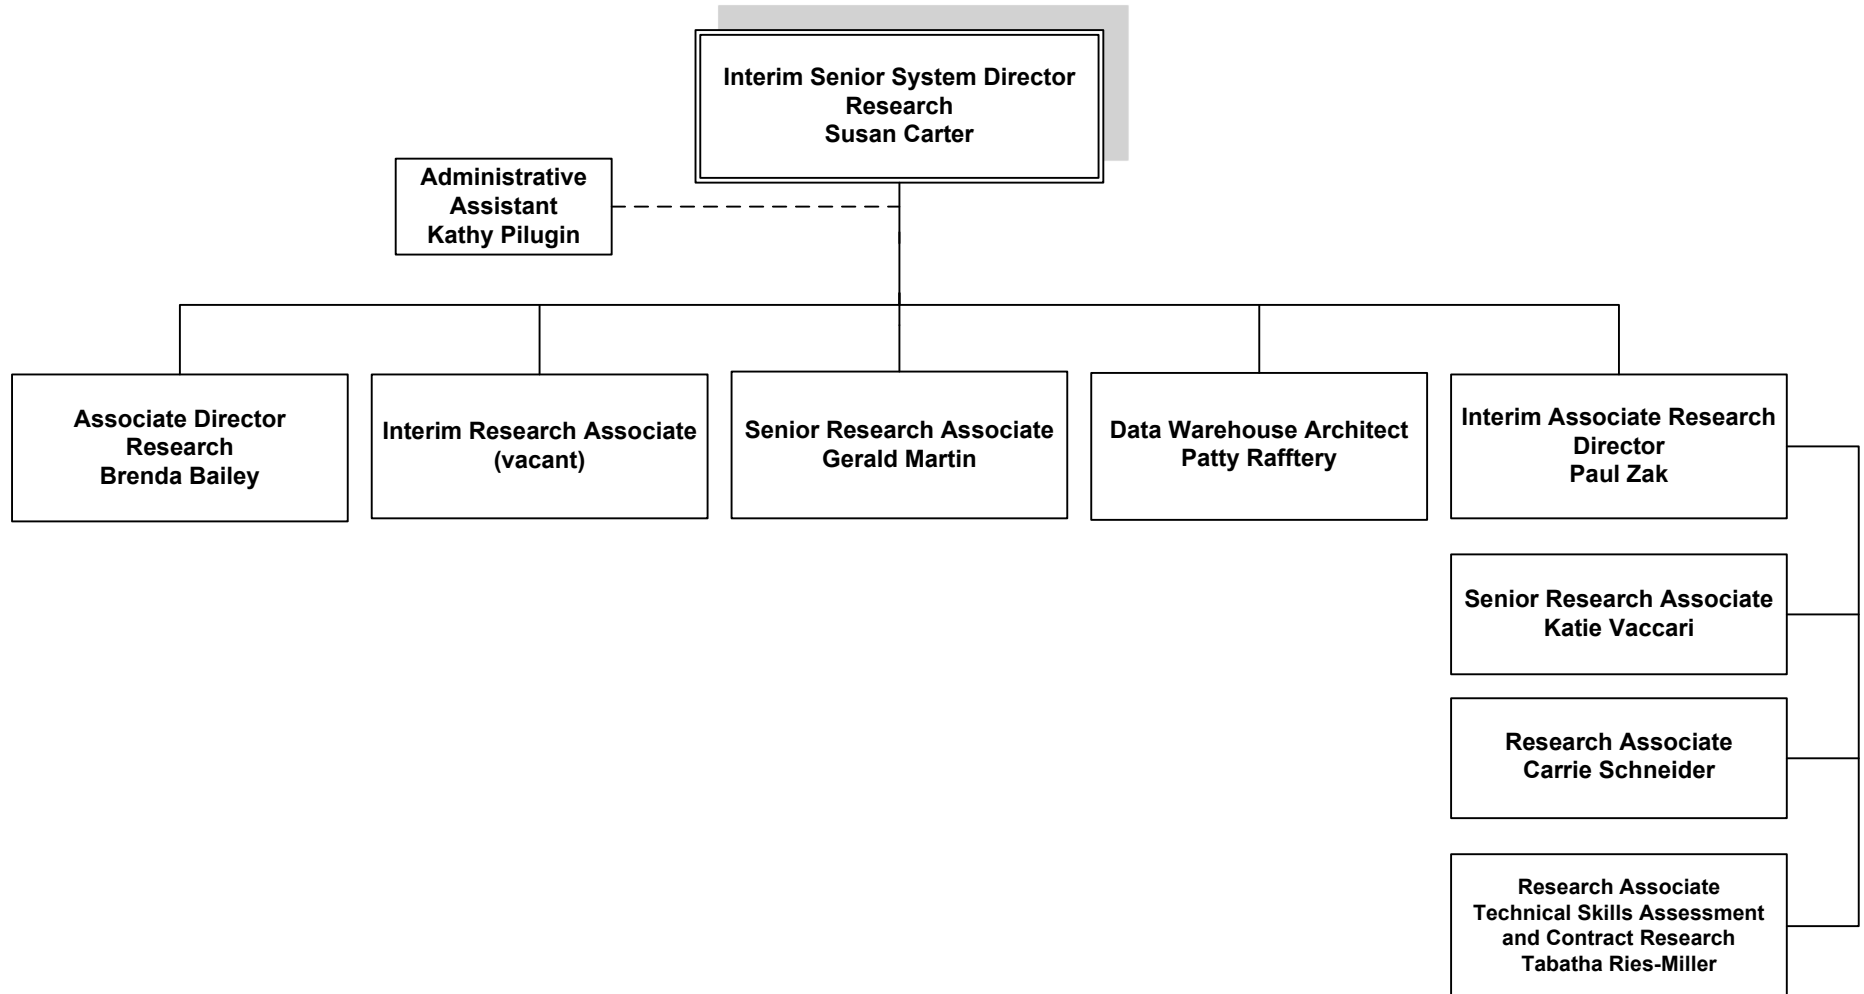 Interim Senior System Director
Research
Susan Carter
Administrative
Assistant
Kathy Pilugin
Associate Director
Research
Brenda Bailey
Interim Research Associate
(vacant)
Senior Research Associate
Gerald Martin
Data Warehouse Architect
Patty Rafftery
Interim Associate Research
Director
Paul Zak
Senior Research Associate
Katie Vaccari
Research Associate
Carrie Schneider
Research Associate
Technical Skills Assessment
and Contract Research
Tabatha Ries-Miller